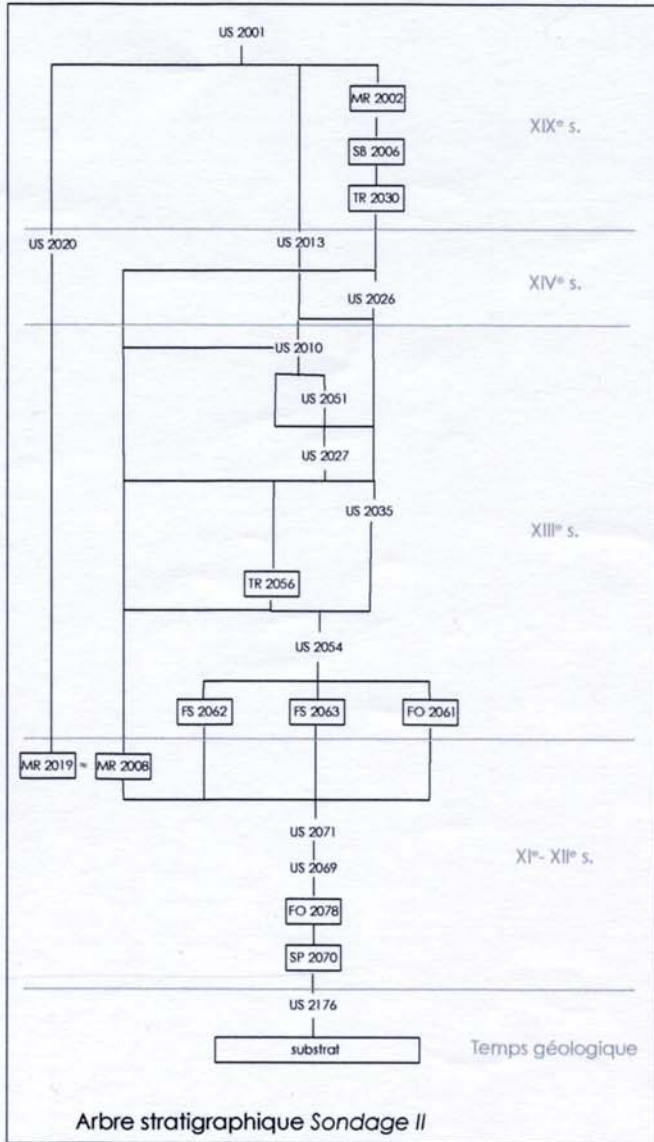 US 2001
MR 2002
XIXe s.
SB 2006
TR 2030
US 2020
US 2013
XIVe s.
US 2026
US 2010
US 2051
US 2027
US 2035
XIIIe s.
TR 2056
US 2054
FS 2062
FS 2063
FO 2061
MR 2019 = MR 2008
US 2071
XIe- XIIe s.
US 2069
FO 2078
SP 2070
US 2176
substrat
Temps géologique
Arbre stratigraphique Sondage II